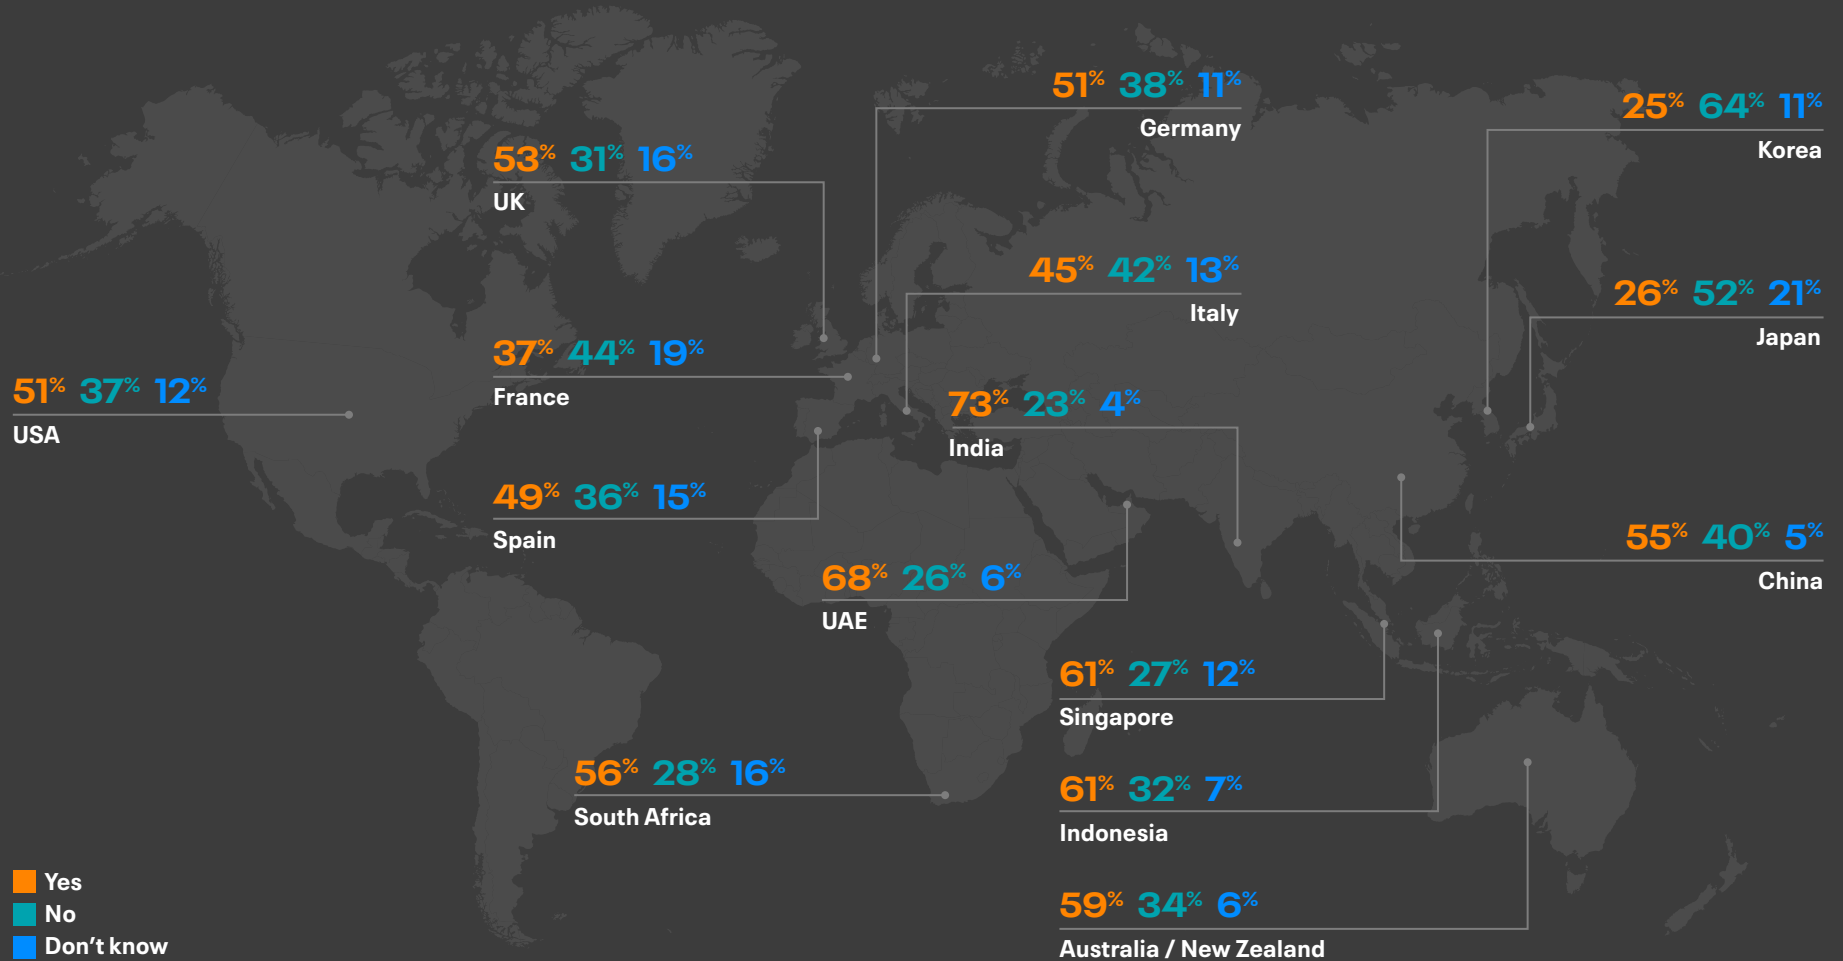 51% 38% 11%
Germany
25% 64% 11%
Korea
53% 31% 16%
UK
45% 42% 13%
Italy
26% 52% 21%
Japan
37% 44% 19%
France
51% 37% 12%
USA
73% 23% 4%
India
49% 36% 15%
Spain
55% 40% 5%
China
68% 26% 6%
UAE
61% 27% 12%
Singapore
56% 28% 16%
South Africa
61% 32% 7%
Indonesia
59% 34% 6%
Australia / New Zealand
Yes
No
Don't know